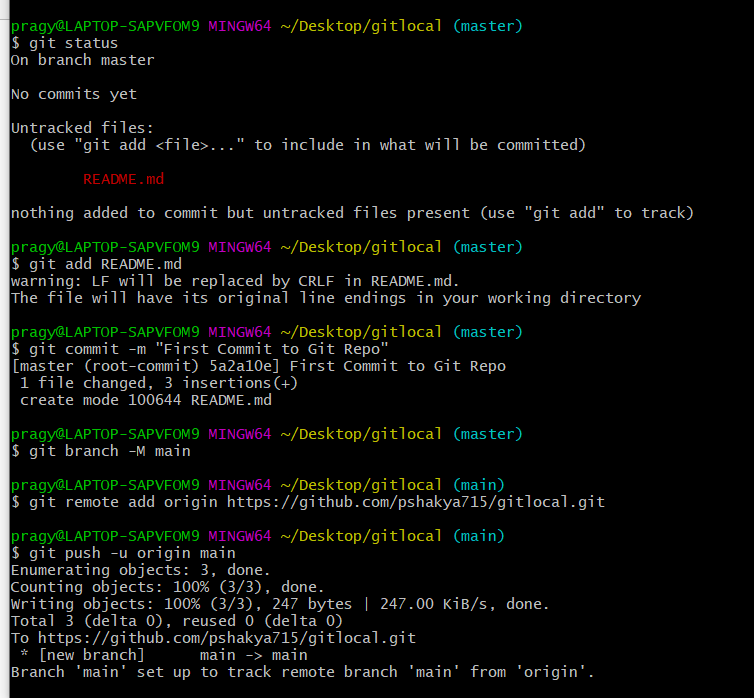 pragy@LAPTOP-SAPVFOM9 MINGW64 ~/Desktop/gitlocal (master)
$ git status
On branch master
No commits yet
Untracked files:
(use "git add <file>..." to include in what will be committed)
README.md
nothing added to commit but untracked files present (use "git add" to track)
pragy@LAPTOP-SAPVFOM9 MINGW64 ~/Desktop/gitlocal (master)
$ git add README.md
warning: LF will be replaced by CRLF in README.md.
The file will have its original line endings in your working directory
pragy@LAPTOP-SAPVFOM9 MINGW64 ~/Desktop/gitlocal (master)
$ git commit -m "First Commit to Git Repo"
[master (root-commit) 5a2a10e] First Commit to Git Repo
1 file changed, 3 insertions(+)
create mode 100644 README.md
pragy@LAPTOP-SAPVFOM9 MINGW64 ~/Desktop/gitlocal (master)
$ git branch -M main
pragy@LAPTOP-SAPVFOM9 MINGW64 ~/Desktop/gitlocal (main)
$ git remote add origin https://github.com/pshakya715/gitlocal.git
pragy@LAPTOP-SAPVFOM9 MINGW64 ~/Desktop/gitlocal (main)
$ git push -u origin main
Enumerating objects: 3, done.
Counting objects: 100% (3/3), done.
Writing objects: 100% (3/3), 247 bytes | 247.00 KiB/s, done.
Total 3 (delta 0), reused 0 (delta 0)
To https://github.com/pshakya715/gitlocal.git
* [new branch]      main -> main
Branch 'main' set up to track remote branch 'main' from 'origin'.